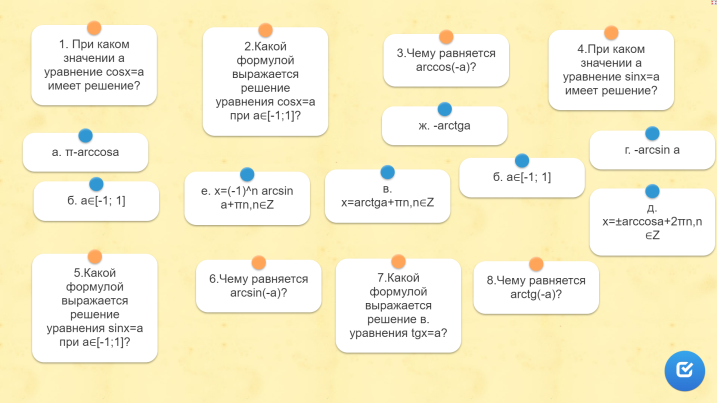 1. При каком
значении а
уравнение cosx=a
имеет решение?
2.Какой
формулой
выражается
решение
уравнения cosx=a
при a∈[-1;1]?
3.Чему равняется
arccos(-a)?
4.При каком
значении а
уравнение sinx=a
имеет решение?
ж. -arctga
а. π-arccosa
г. -arcsin a
б. a∈[-1; 1]
е. x=(-1)^n arcsin
a+πn,n∈Z
в.
x=arctga+πn,n∈Z
б. a∈[-1; 1]
д.
x=±arccosa+2πn,n
∈Z
5.Какой
формулой
выражается
решение
уравнения sinx=a
при a∈[-1;1]?
6.Чему равняется
arcsin(-a)?
7.Какой
формулой
выражается
решение в.
уравнения tgx=a?
8.Чему равняется
arctg(-a)?